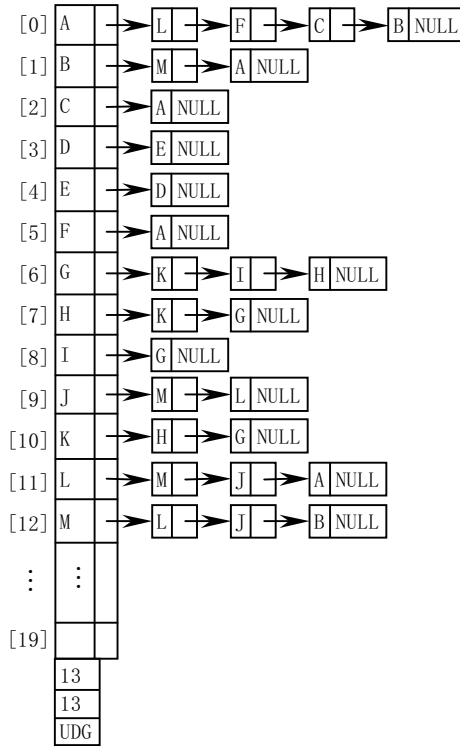 [0] A L F C B NULL
[1] B M A NULL
[2] C A NULL
[3] D E NULL
[4] E D NULL
[5] F A NULL
[6] G K I H NULL
[7] H K G NULL
[8] I G NULL
[9] J M L NULL
[10] K H G NULL
[11] L M J A NULL
[12] M L J B NULL
⋮ ⋮
[19]
13
13
UDG